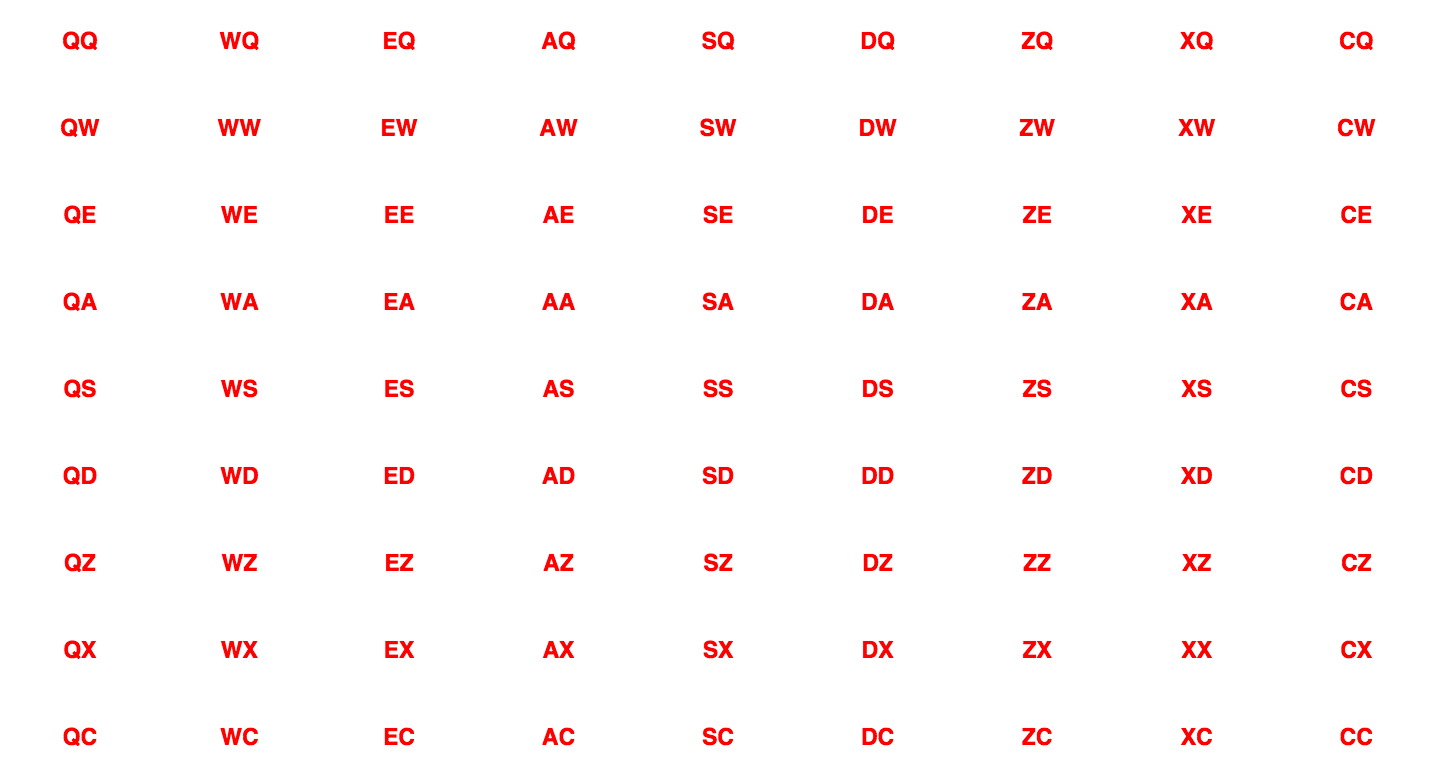 QQ WQ EQ AQ SQ DQ ZQ XQ CQ
QW WW EW AW SW DW ZW XW CW
QE WE EE AE SE DE ZE XE CE
QA WA EA AA SA DA ZA XA CA
QS WS ES AS SS DS ZS XS CS
QD WD ED AD SD DD ZD XD CD
QZ WZ EZ AZ SZ DZ ZZ XZ CZ
QX WX EX AX SX DX ZX XX CX
QC WC EC AC SC DC ZC XC CC